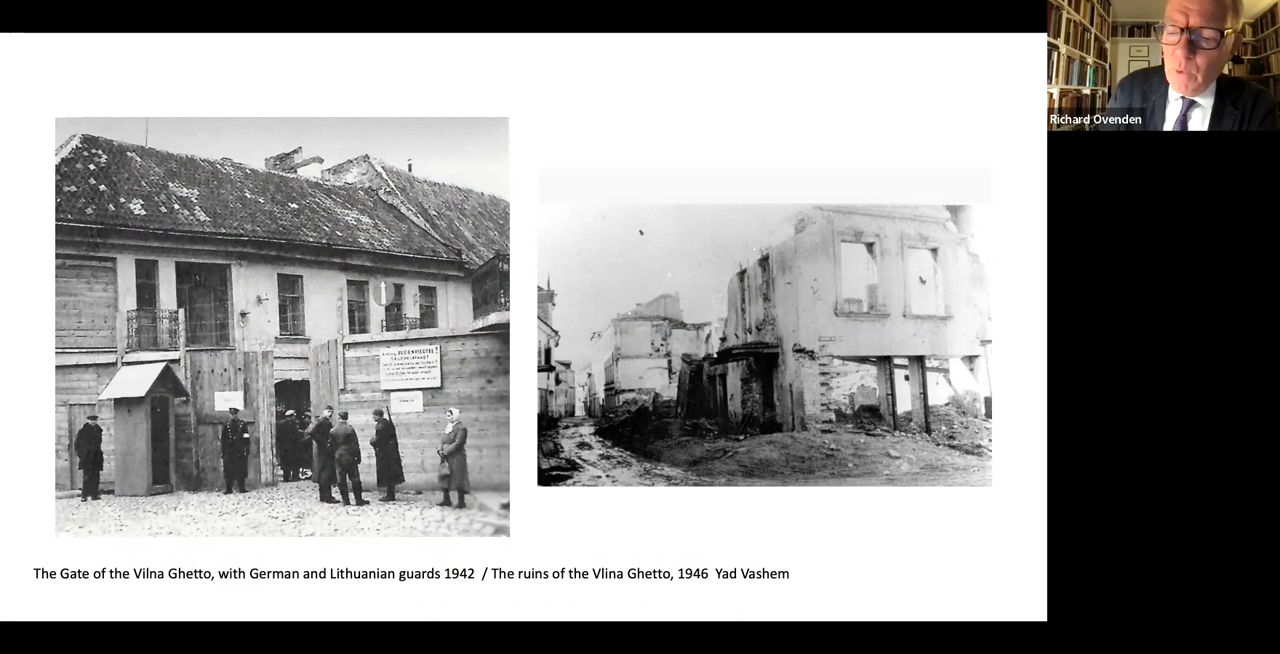 Richard Ovenden
JUDENVIERTEL!
The Gate of the Vilna Ghetto, with German and Lithuanian guards 1942 / The ruins of the Vlina Ghetto, 1946 Yad Vashem